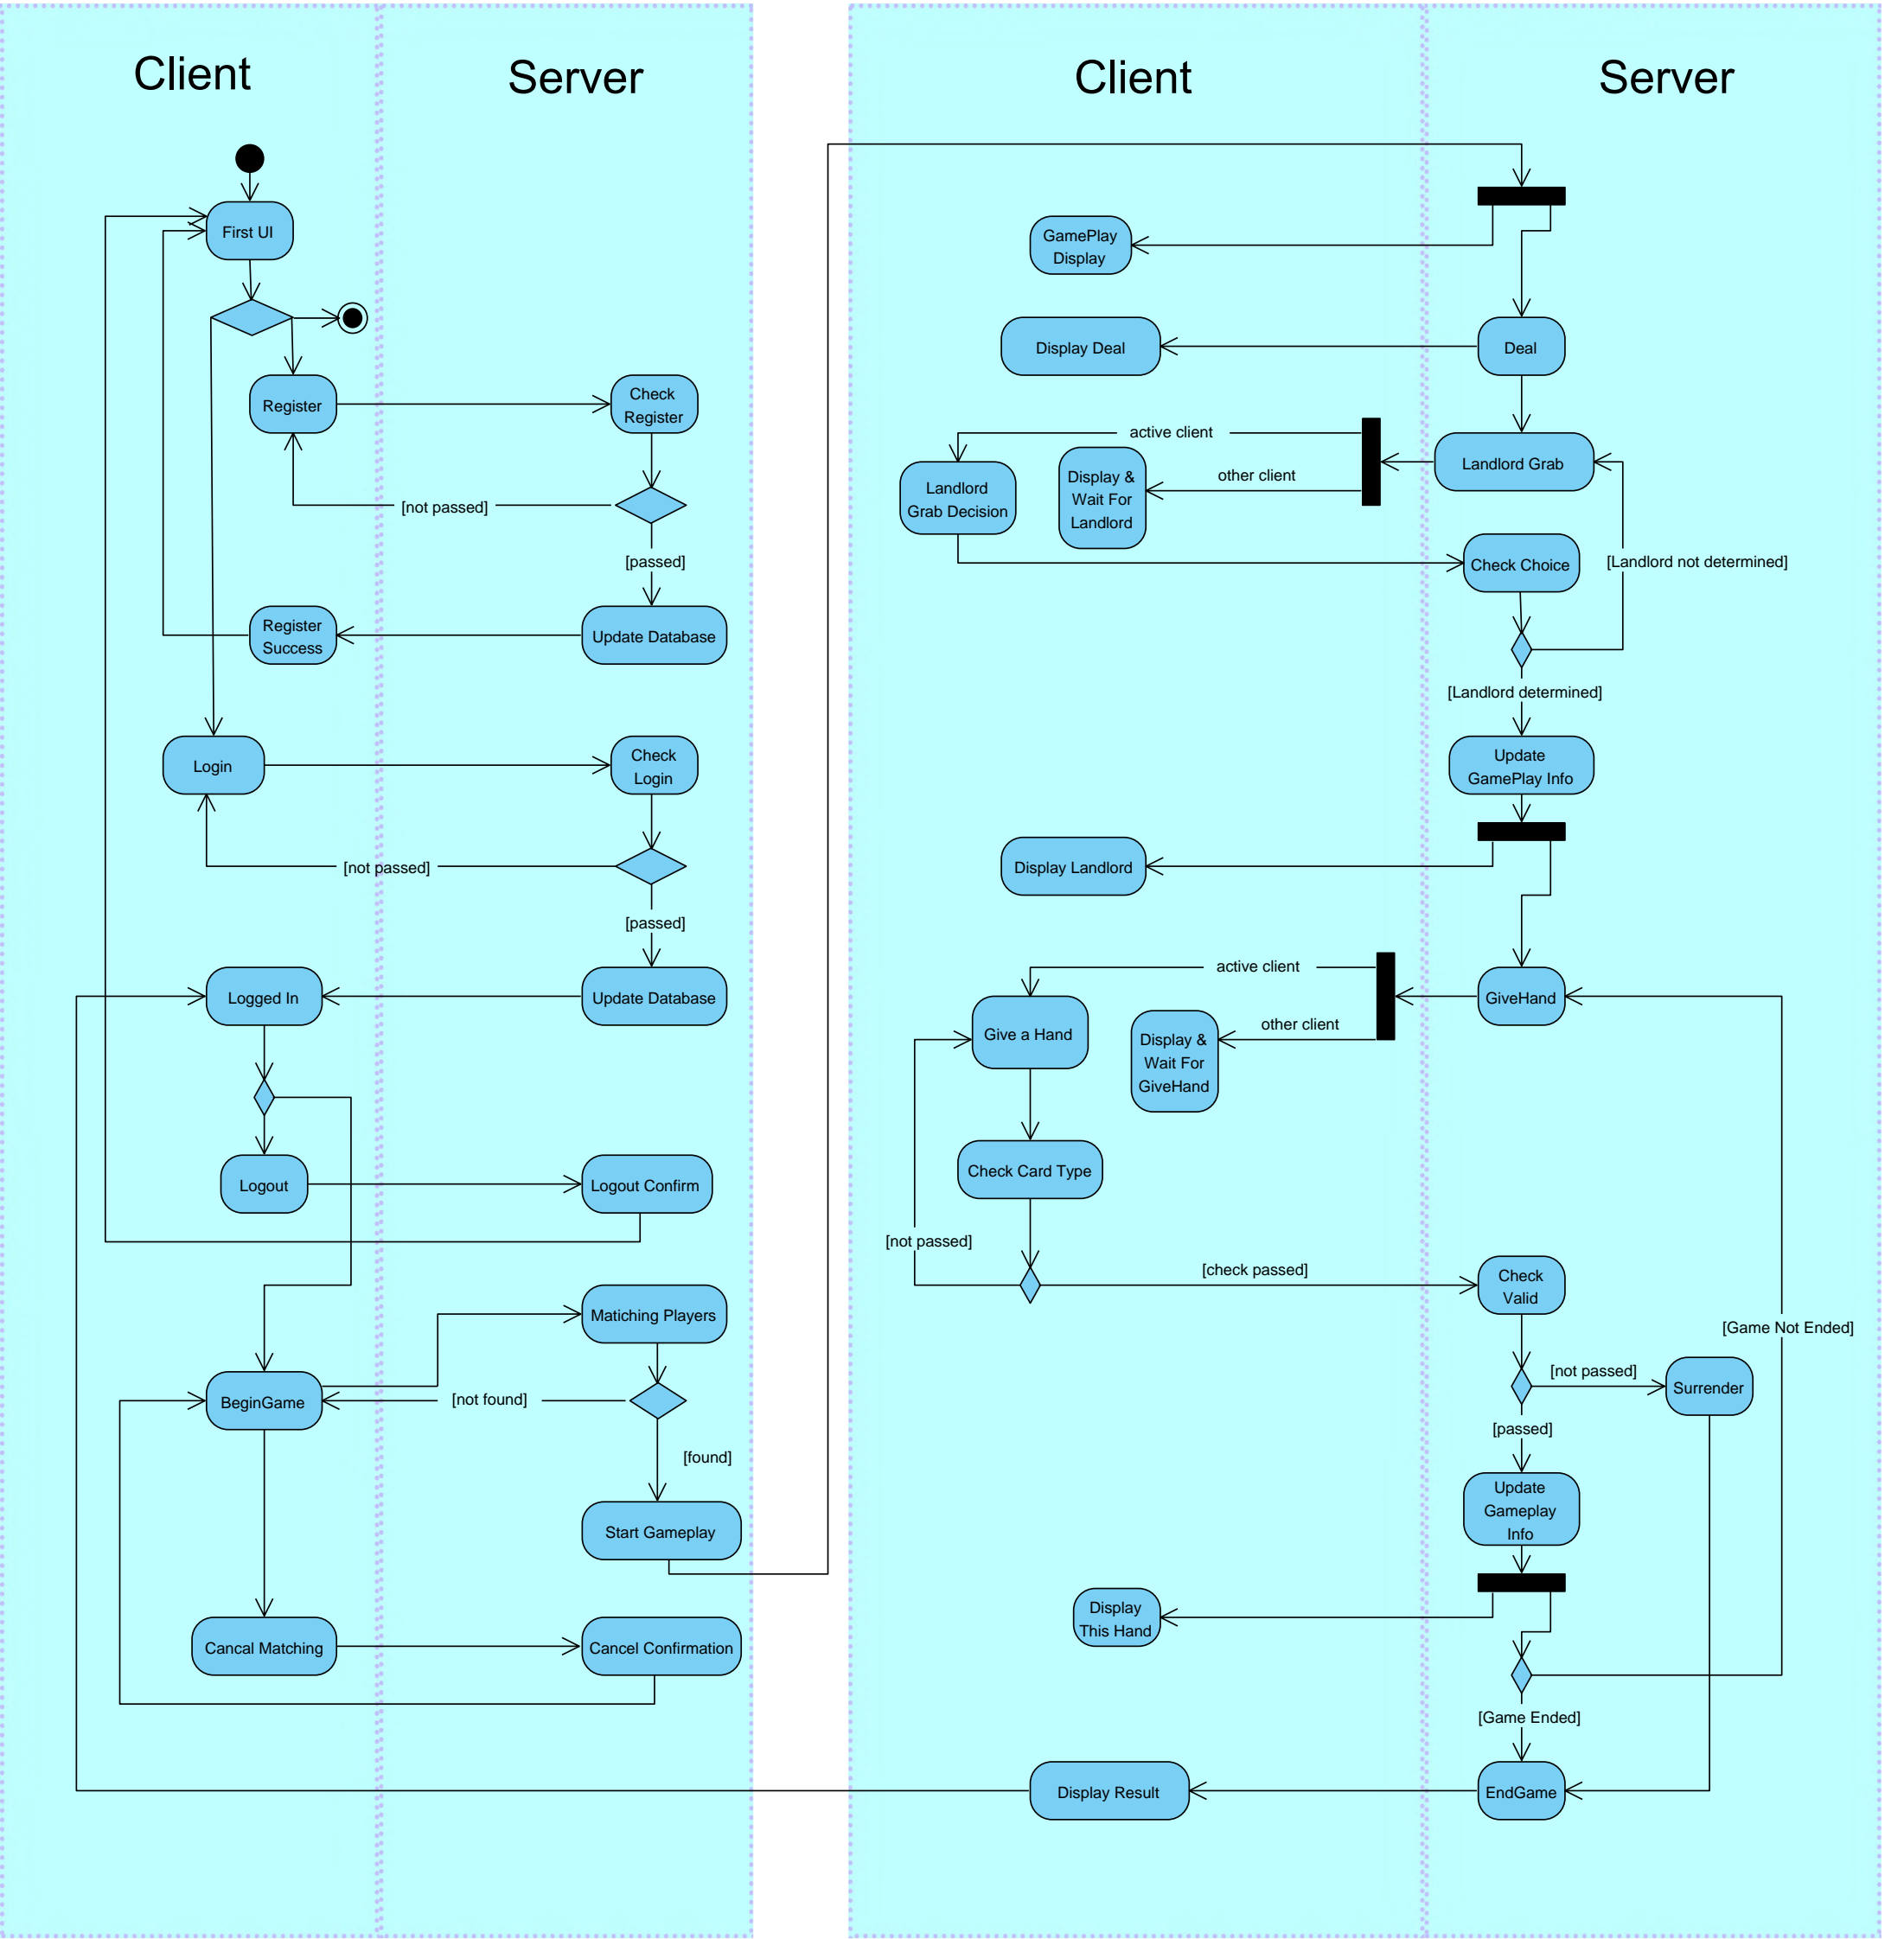 Client
Server
First UI
Register
Check
Register
[not passed]
[passed]
Register
Success
Update Database
Login
Check
Login
[not passed]
[passed]
Logged In
Update Database
Logout
Logout Confirm
Matiching Players
BeginGame
[not found]
[found]
Start Gameplay
Cancal Matching
Cancel Confirmation
Client
Server
GamePlay
Display
Display Deal
Deal
active client
Landlord Grab
other client
Landlord
Grab Decision
Display &
Wait For
Landlord
Check Choice
[Landlord not determined]
[Landlord determined]
Update
GamePlay Info
Display Landlord
active client
GiveHand
other client
Give a Hand
Display &
Wait For
GiveHand
Check Card Type
[not passed]
[check passed]
Check
Valid
[Game Not Ended]
[not passed]
Surrender
[passed]
Update
Gameplay
Info
Display
This Hand
[Game Ended]
Display Result
EndGame